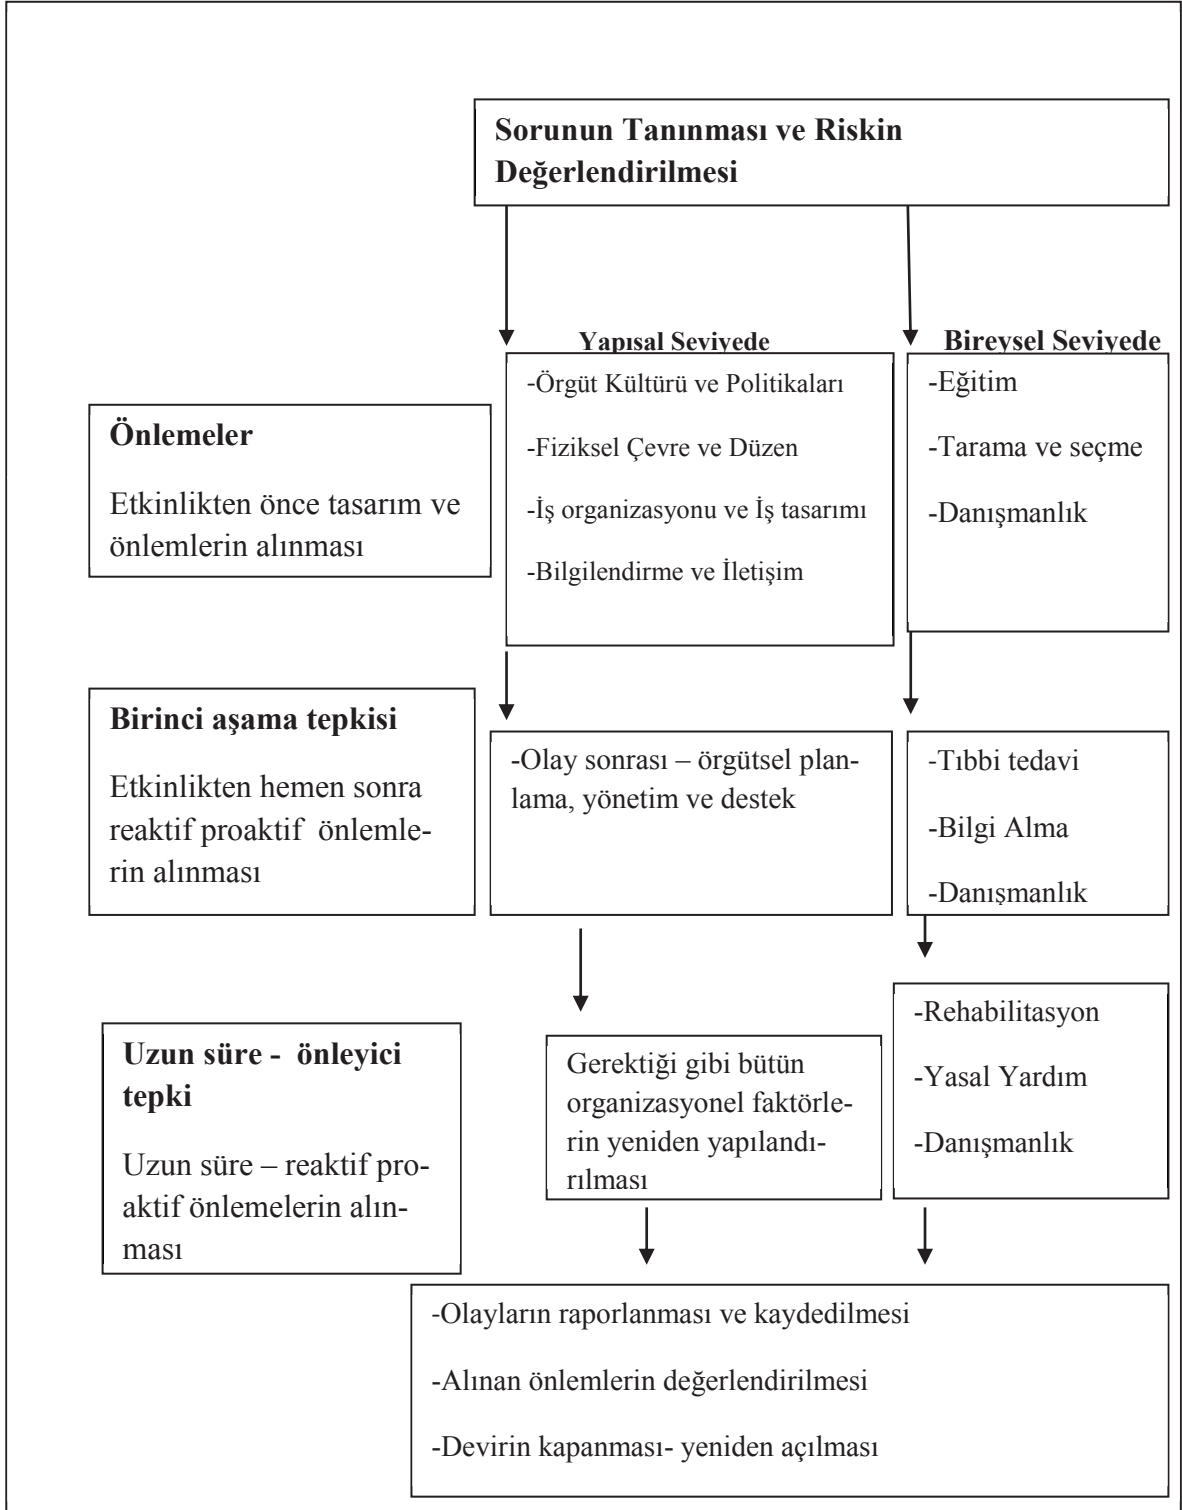 Sorunun Tanınması ve Riskin
Değerlendirilmesi
Yapısal Seviyede
Bireysel Seviyede
Önlemeler
Etkinlikten önce tasarım ve
önlemlerin alınması
-Örgüt Kültürü ve Politikaları
-Fiziksel Çevre ve Düzen
-İş organizasyonu ve İş tasarımı
-Bilgilendirme ve İletişim
-Eğitim
-Tarama ve seçme
-Danışmanlık
Birinci aşama tepkisi
Etkinlikten hemen sonra
reaktif proaktif  önlemle-
rin alınması
-Olay sonrası – örgütsel plan-
lama, yönetim ve destek
-Tıbbi tedavi
-Bilgi Alma
-Danışmanlık
Uzun süre -  önleyici
tepki
Uzun süre – reaktif pro-
aktif önlemelerin alın-
ması
Gerektiği gibi bütün
organizasyonel faktörle-
rin yeniden yapılandı-
rılması
-Rehabilitasyon
-Yasal Yardım
-Danışmanlık
-Olayların raporlanması ve kaydedilmesi
-Alınan önlemlerin değerlendirilmesi
-Devirin kapanması- yeniden açılması